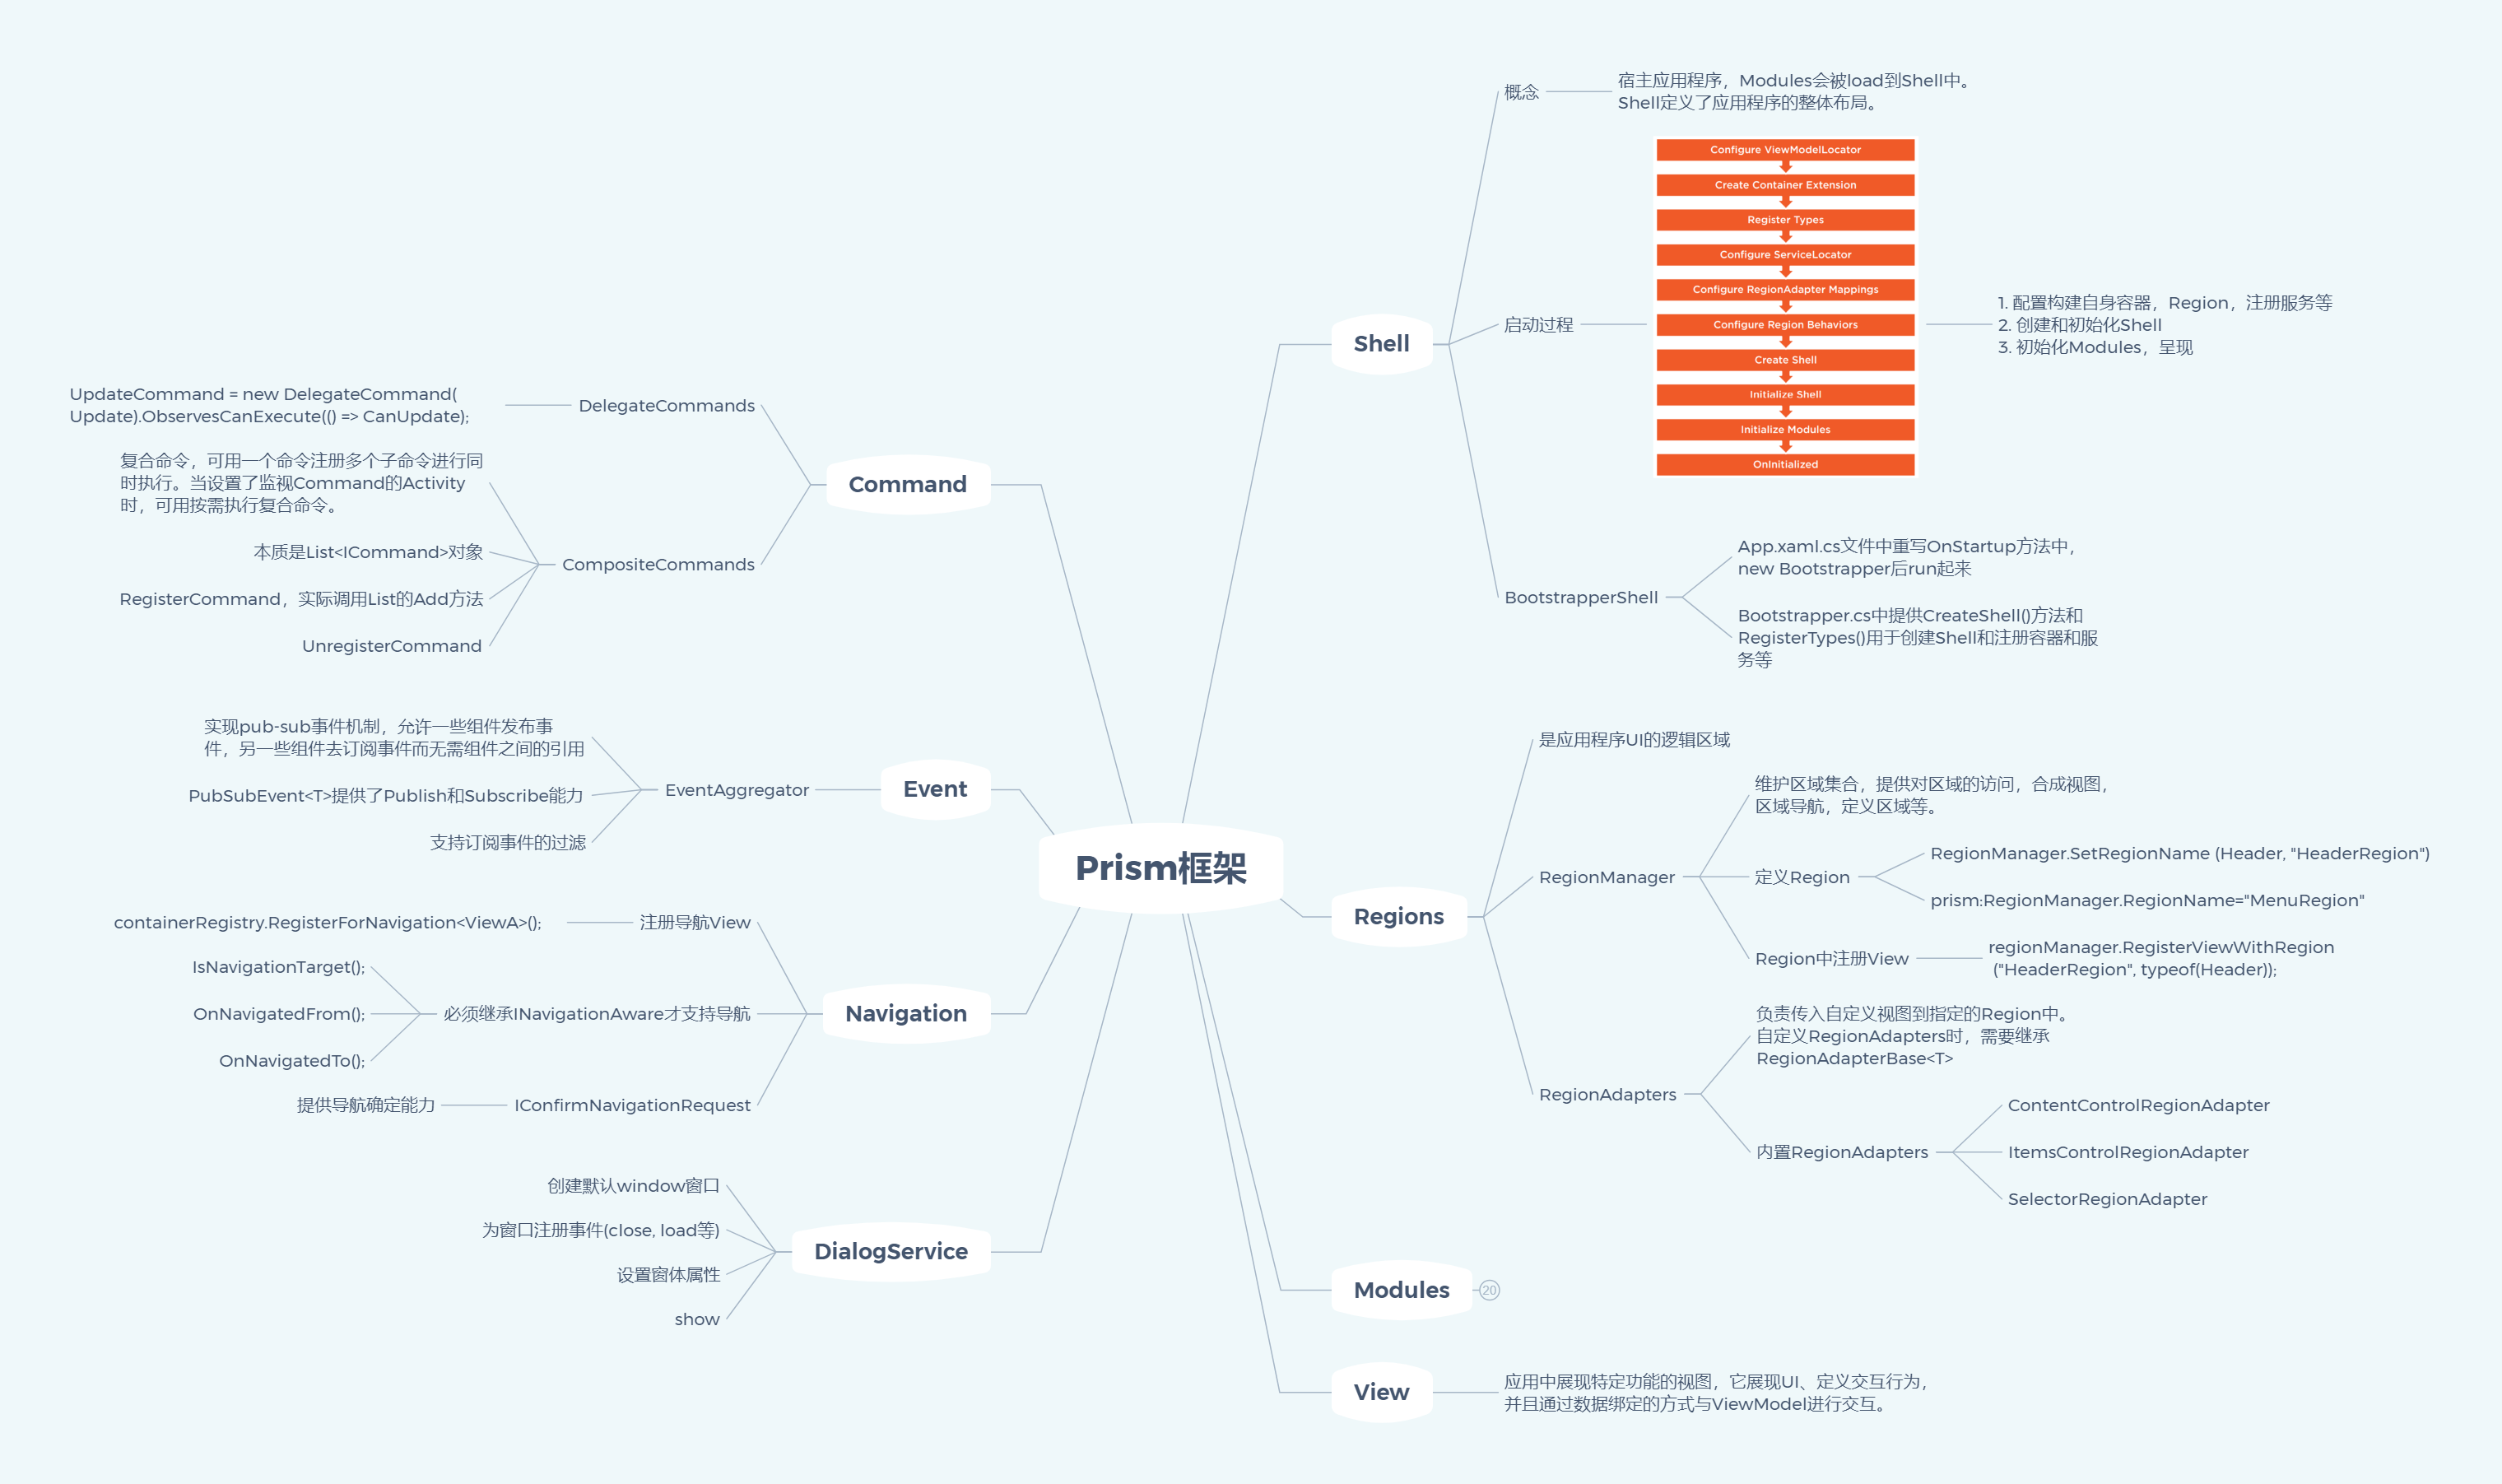 Prism框架
Shell
概念
宿主应用程序，Modules会被load到Shell中。
Shell定义了应用程序的整体布局。
启动过程
Configure ViewModelLocator
Create Container Extension
Register Types
Configure ServiceLocator
Configure RegionAdapter Mappings
Configure Region Behaviors
Create Shell
Initialize Shell
Initialize Modules
OnInitialized
1. 配置构建自身容器，Region，注册服务等
2. 创建和初始化Shell
3. 初始化Modules，呈现
BootstrapperShell
App.xaml.cs文件中重写OnStartup方法中，
new Bootstrapper后run起来
Bootstrapper.cs中提供CreateShell()方法和
RegisterTypes()用于创建Shell和注册容器和服
务等
Regions
是应用程序UI的逻辑区域
RegionManager
维护区域集合，提供对区域的访问，合成视图，
区域导航，定义区域等。
定义Region
RegionManager.SetRegionName (Header, "HeaderRegion")
prism:RegionManager.RegionName="MenuRegion"
Region中注册View
regionManager.RegisterViewWithRegion
("HeaderRegion", typeof(Header));
RegionAdapters
负责传入自定义视图到指定的Region中。
自定义RegionAdapters时，需要继承
RegionAdapterBase<T>
内置RegionAdapters
ContentControlRegionAdapter
ItemsControlRegionAdapter
SelectorRegionAdapter
Modules
20
View
应用中展现特定功能的视图，它展现UI、定义交互行为，
并且通过数据绑定的方式与ViewModel进行交互。
Command
DelegateCommands
UpdateCommand = new DelegateCommand(
Update).ObservesCanExecute(() => CanUpdate);
CompositeCommands
复合命令，可用一个命令注册多个子命令进行同
时执行。当设置了监视Command的Activity
时，可用按需执行复合命令。
本质是List<ICommand>对象
RegisterCommand，实际调用List的Add方法
UnregisterCommand
Event
EventAggregator
实现pub-sub事件机制，允许一些组件发布事
件，另一些组件去订阅事件而无需组件之间的引用
PubSubEvent<T>提供了Publish和Subscribe能力
支持订阅事件的过滤
Navigation
注册导航View
containerRegistry.RegisterForNavigation<ViewA>();
必须继承INavigationAware才支持导航
IsNavigationTarget();
OnNavigatedFrom();
OnNavigatedTo();
IConfirmNavigationRequest
提供导航确定能力
DialogService
创建默认window窗口
为窗口注册事件(close, load等)
设置窗体属性
show